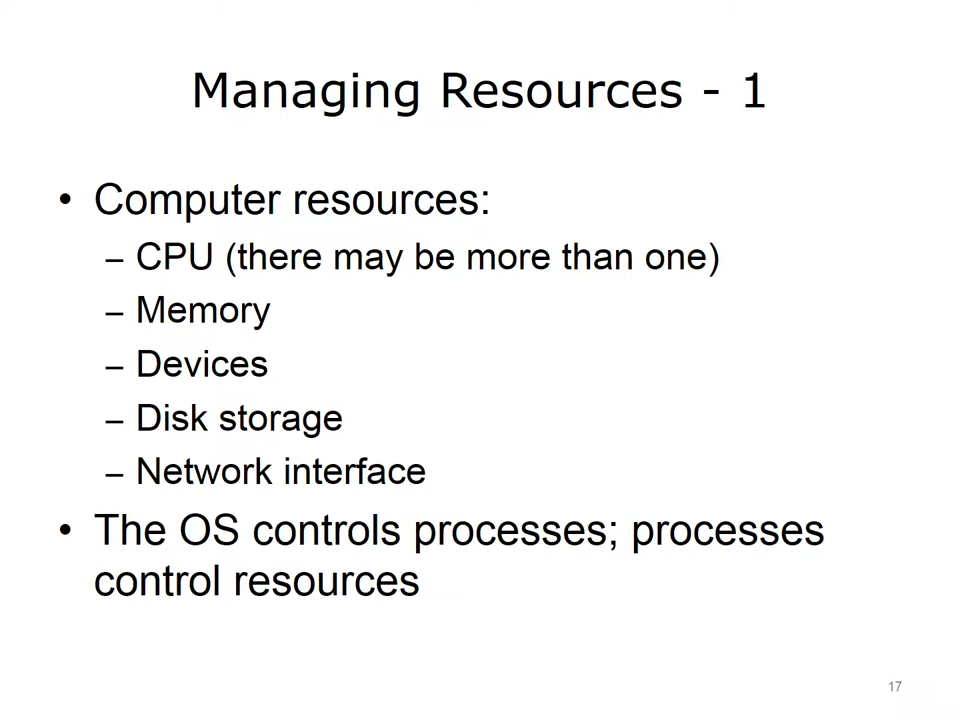 Managing Resources - 1
• Computer resources:
– CPU (there may be more than one)
– Memory
– Devices
– Disk storage
– Network interface
• The OS controls processes; processes
control resources
17